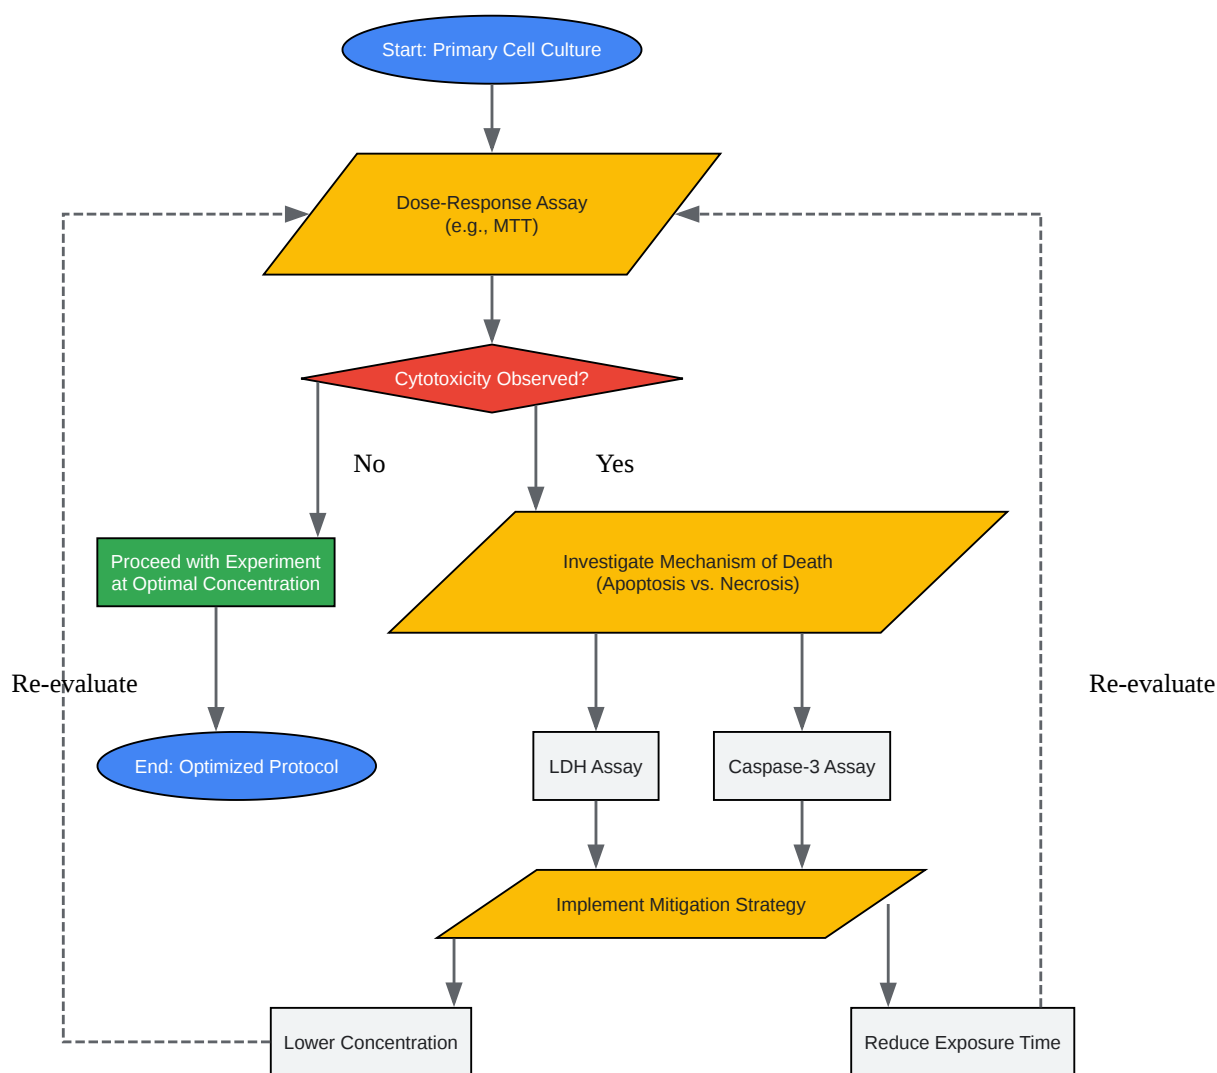 Start: Primary Cell Culture
Dose-Response Assay
(e.g., MTT)
Cytotoxicity Observed?
No
Yes
Proceed with Experiment
at Optimal Concentration
Investigate Mechanism of Death
(Apoptosis vs. Necrosis)
Re-evaluate
Re-evaluate
End: Optimized Protocol
LDH Assay
Caspase-3 Assay
Implement Mitigation Strategy
Lower Concentration
Reduce Exposure Time